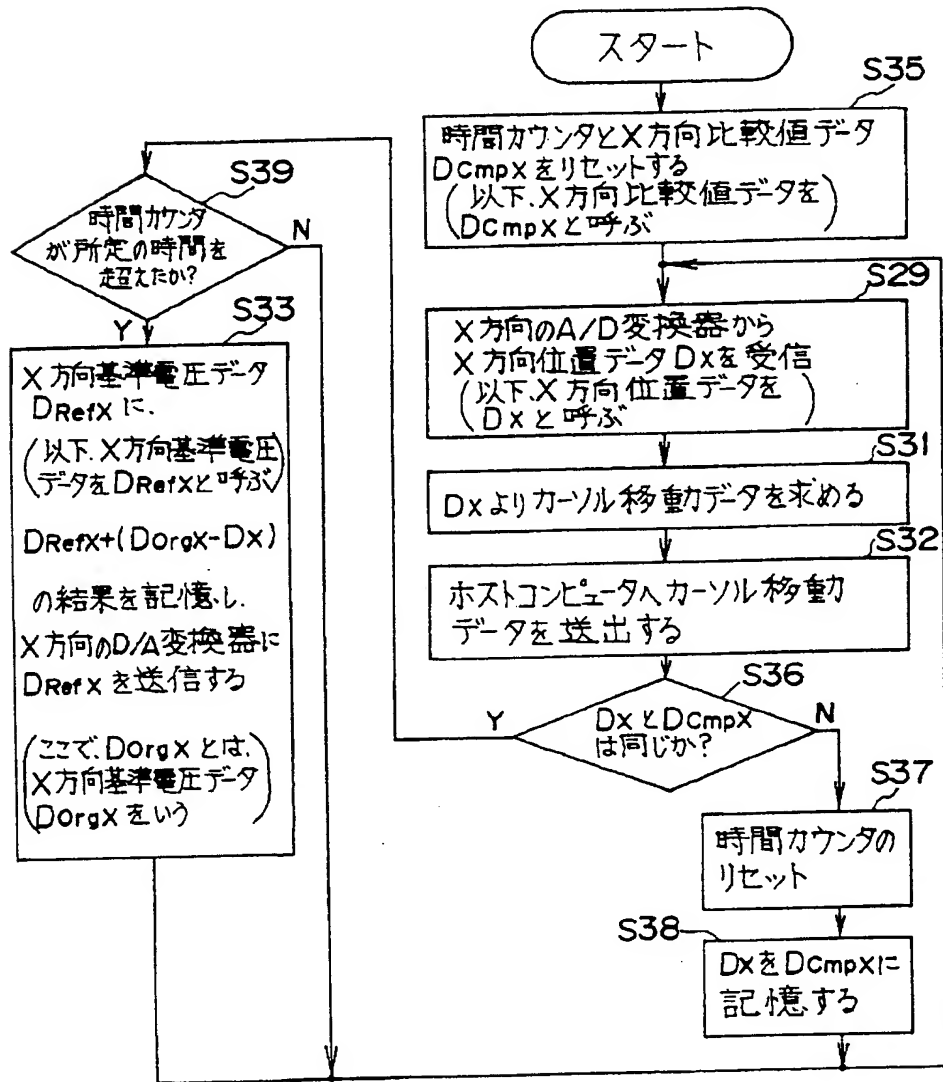 スタート
S35
時間カウンタとX方向比較値データ
DCmpXをリセットする
(以下、X方向比較値データを
DCmpXと呼ぶ)
S29
X方向のA/D変換器から
X方向位置データDxを受信
(以下、X方向位置データを
Dxと呼ぶ)
S31
Dxよりカーソル移動データを求める
S32
ホストコンピュータへカーソル移動
データを送出する
S36
DxとDCmpX
は同じか?
Y
N
S37
時間カウンタの
リセット
S38
DxをDCmpXに
記憶する
S39
時間カウンタ
が所定の時間を
超えたか?
N
Y
S33
X方向基準電圧データ
DRefXに、
(以下、X方向基準電圧
データをDRefXと呼ぶ)
DRefX+(DOrgX-DX)
の結果を記憶し、
X方向のD/A変換器に
DRefXを送信する
(ここで、DOrgXとは、
X方向基準電圧データ
DOrgXをいう)